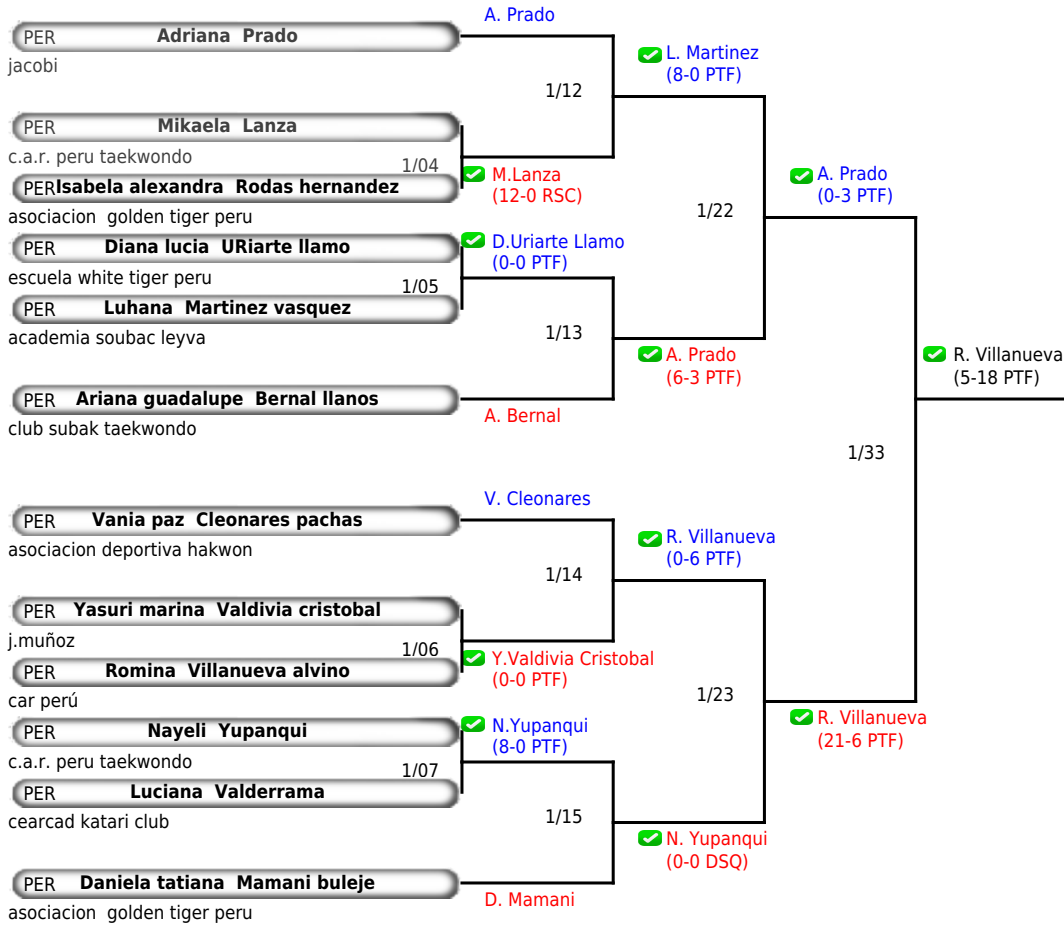 A. Prado
PER Adriana Prado
jacobi
L. Martinez
(8-0 PTF)
1/12
PER Mikaela Lanza
c.a.r. peru taekwondo
1/04
M.Lanza
(12-0 RSC)
PER Isabela alexandra Rodas hernandez
asociacion golden tiger peru
A. Prado
(0-3 PTF)
1/22
PER Diana lucia URiarte llamo
escuela white tiger peru
D.Uriarte Llamo
(0-0 PTF)
1/05
PER Luhana Martinez vasquez
academia soubac leyva
1/13
A. Prado
(6-3 PTF)
PER Ariana guadalupe Bernal llanos
club subak taekwondo
A. Bernal
R. Villanueva
(5-18 PTF)
1/33
V. Cleonares
PER Vania paz Cleonares pachas
asociacion deportiva hakwon
R. Villanueva
(0-6 PTF)
1/14
PER Yasuri marina Valdivia cristobal
j.muñoz
1/06
Y.Valdivia Cristobal
(0-0 PTF)
PER Romina Villanueva alvino
car perú
1/23
R. Villanueva
(21-6 PTF)
PER Nayeli Yupanqui
c.a.r. peru taekwondo
N.Yupanqui
(8-0 PTF)
1/07
PER Luciana Valderrama
cearcad katari club
1/15
N. Yupanqui
(0-0 DSQ)
PER Daniela tatiana Mamani buleje
asociacion golden tiger peru
D. Mamani